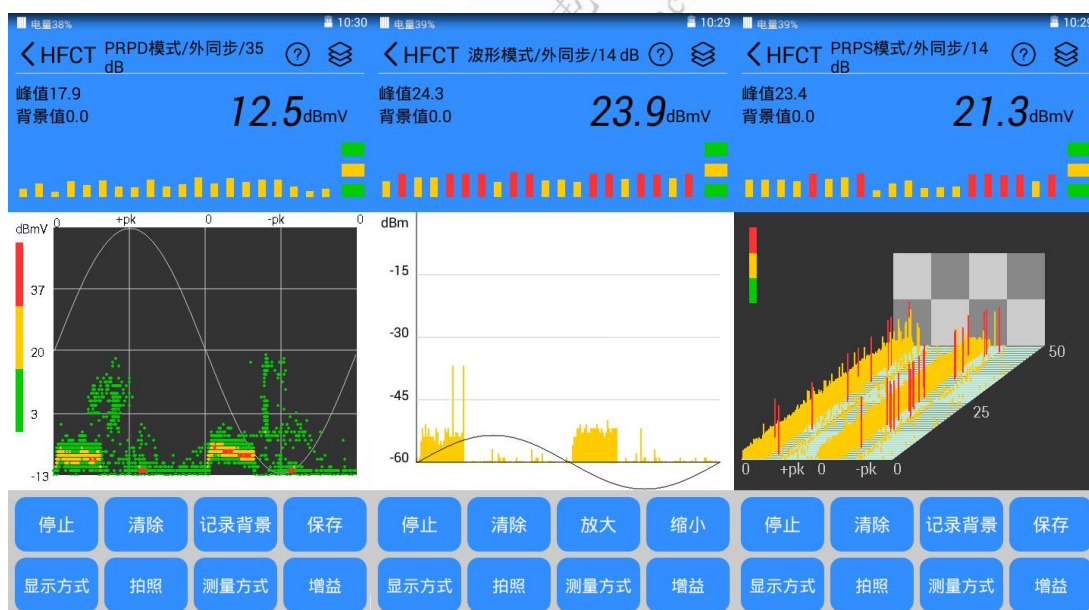 电量38%
10:30
HFCT PRPD模式/外同步/35 dB
?
峰值17.9
背景值0.0
12.5dBmV
dBmV
0 +pk 0 -pk 0
37
20
3
-13
停止 清除 记录背景 保存
显示方式 拍照 测量方式 增益
电量39%
10:29
HFCT 波形模式/外同步/14 dB
?
峰值24.3
背景值0.0
23.9dBmV
dBm
-15
-30
-45
-60
停止 清除 放大 缩小
显示方式 拍照 测量方式 增益
电量39%
10:29
HFCT PRPS模式/外同步/14 dB
?
峰值23.4
背景值0.0
21.3dBmV
50
25
0 +pk 0 -pk 0
停止 清除 记录背景 保存
显示方式 拍照 测量方式 增益